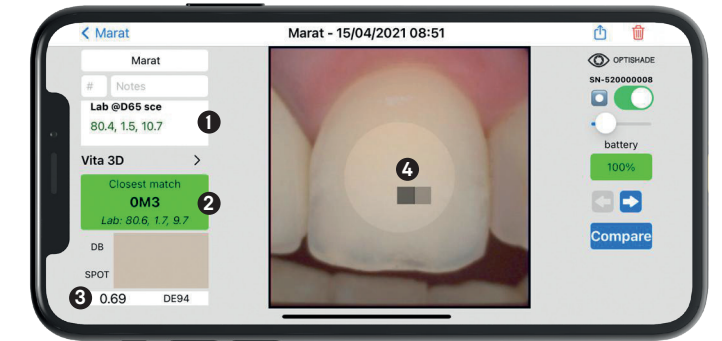 Marat
Marat - 15/04/2021 08:51
Marat
#
Notes
Lab @D65 sce
80.4, 1.5, 10.7
1
Vita 3D
Closest match
0M3
Lab: 80.6, 1.7, 9.7
2
DB
SPOT
3
0.69
DE94
4
OPTISHADE
SN-520000008
battery
100%
Compare